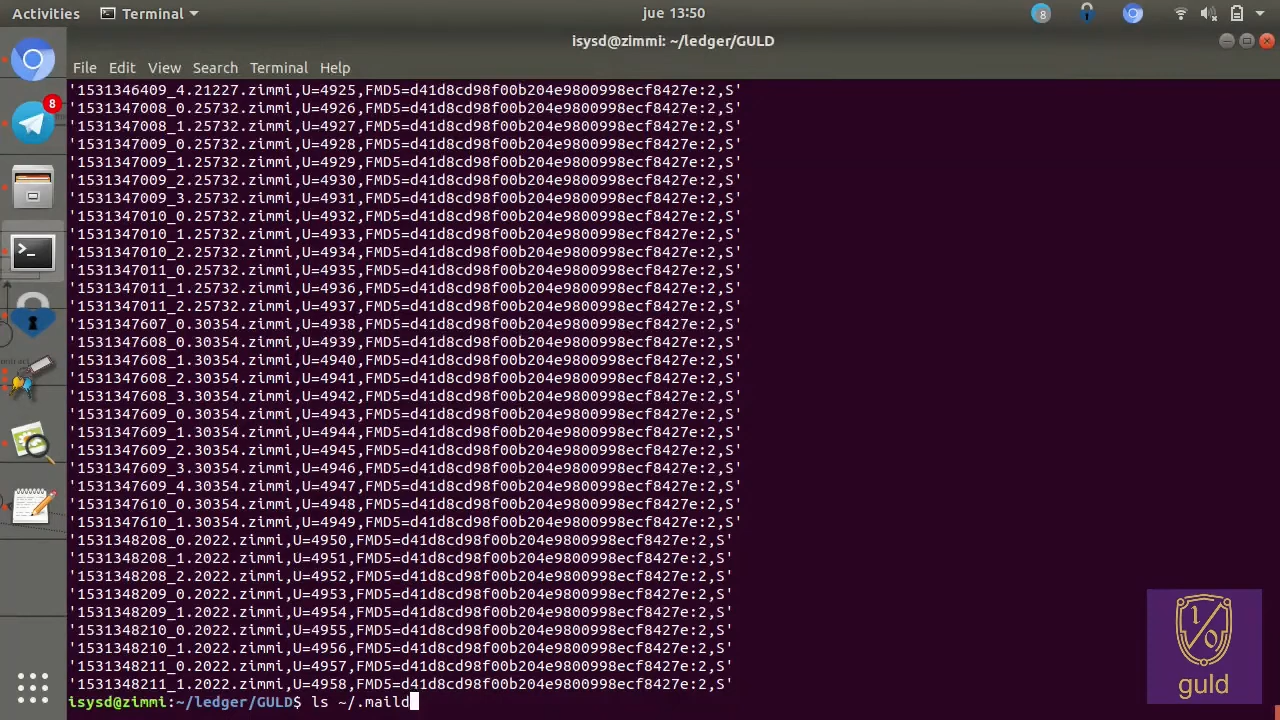 Activities Terminal jue 13:50 8
isysd@zimmi: ~/ledger/GULD
File Edit View Search Terminal Help
8
'1531346409_4.21227.zimmi,U=4925,FMD5=d41d8cd98f00b204e9800998ecf8427e:2,S'
'1531347008_0.25732.zimmi,U=4926,FMD5=d41d8cd98f00b204e9800998ecf8427e:2,S'
'1531347008_1.25732.zimmi,U=4927,FMD5=d41d8cd98f00b204e9800998ecf8427e:2,S'
'1531347009_0.25732.zimmi,U=4928,FMD5=d41d8cd98f00b204e9800998ecf8427e:2,S'
'1531347009_1.25732.zimmi,U=4929,FMD5=d41d8cd98f00b204e9800998ecf8427e:2,S'
'1531347009_2.25732.zimmi,U=4930,FMD5=d41d8cd98f00b204e9800998ecf8427e:2,S'
'1531347009_3.25732.zimmi,U=4931,FMD5=d41d8cd98f00b204e9800998ecf8427e:2,S'
'1531347010_0.25732.zimmi,U=4932,FMD5=d41d8cd98f00b204e9800998ecf8427e:2,S'
'1531347010_1.25732.zimmi,U=4933,FMD5=d41d8cd98f00b204e9800998ecf8427e:2,S'
'1531347010_2.25732.zimmi,U=4934,FMD5=d41d8cd98f00b204e9800998ecf8427e:2,S'
'1531347011_0.25732.zimmi,U=4935,FMD5=d41d8cd98f00b204e9800998ecf8427e:2,S'
'1531347011_1.25732.zimmi,U=4936,FMD5=d41d8cd98f00b204e9800998ecf8427e:2,S'
'1531347011_2.25732.zimmi,U=4937,FMD5=d41d8cd98f00b204e9800998ecf8427e:2,S'
'1531347607_0.30354.zimmi,U=4938,FMD5=d41d8cd98f00b204e9800998ecf8427e:2,S'
'1531347608_0.30354.zimmi,U=4939,FMD5=d41d8cd98f00b204e9800998ecf8427e:2,S'
'1531347608_1.30354.zimmi,U=4940,FMD5=d41d8cd98f00b204e9800998ecf8427e:2,S'
'1531347608_2.30354.zimmi,U=4941,FMD5=d41d8cd98f00b204e9800998ecf8427e:2,S'
'1531347608_3.30354.zimmi,U=4942,FMD5=d41d8cd98f00b204e9800998ecf8427e:2,S'
'1531347609_0.30354.zimmi,U=4943,FMD5=d41d8cd98f00b204e9800998ecf8427e:2,S'
'1531347609_1.30354.zimmi,U=4944,FMD5=d41d8cd98f00b204e9800998ecf8427e:2,S'
'1531347609_2.30354.zimmi,U=4945,FMD5=d41d8cd98f00b204e9800998ecf8427e:2,S'
'1531347609_3.30354.zimmi,U=4946,FMD5=d41d8cd98f00b204e9800998ecf8427e:2,S'
'1531347609_4.30354.zimmi,U=4947,FMD5=d41d8cd98f00b204e9800998ecf8427e:2,S'
'1531347610_0.30354.zimmi,U=4948,FMD5=d41d8cd98f00b204e9800998ecf8427e:2,S'
'1531347610_1.30354.zimmi,U=4949,FMD5=d41d8cd98f00b204e9800998ecf8427e:2,S'
'1531348208_0.2022.zimmi,U=4950,FMD5=d41d8cd98f00b204e9800998ecf8427e:2,S'
'1531348208_1.2022.zimmi,U=4951,FMD5=d41d8cd98f00b204e9800998ecf8427e:2,S'
'1531348208_2.2022.zimmi,U=4952,FMD5=d41d8cd98f00b204e9800998ecf8427e:2,S'
'1531348209_0.2022.zimmi,U=4953,FMD5=d41d8cd98f00b204e9800998ecf8427e:2,S'
'1531348209_1.2022.zimmi,U=4954,FMD5=d41d8cd98f00b204e9800998ecf8427e:2,S'
'1531348210_0.2022.zimmi,U=4955,FMD5=d41d8cd98f00b204e9800998ecf8427e:2,S'
'1531348210_1.2022.zimmi,U=4956,FMD5=d41d8cd98f00b204e9800998ecf8427e:2,S'
'1531348211_0.2022.zimmi,U=4957,FMD5=d41d8cd98f00b204e9800998ecf8427e:2,S'
'1531348211_1.2022.zimmi,U=4958,FMD5=d41d8cd98f00b204e9800998ecf8427e:2,S'
isysd@zimmi:~/ledger/GULD$ ls ~/.maild
1/0
guld